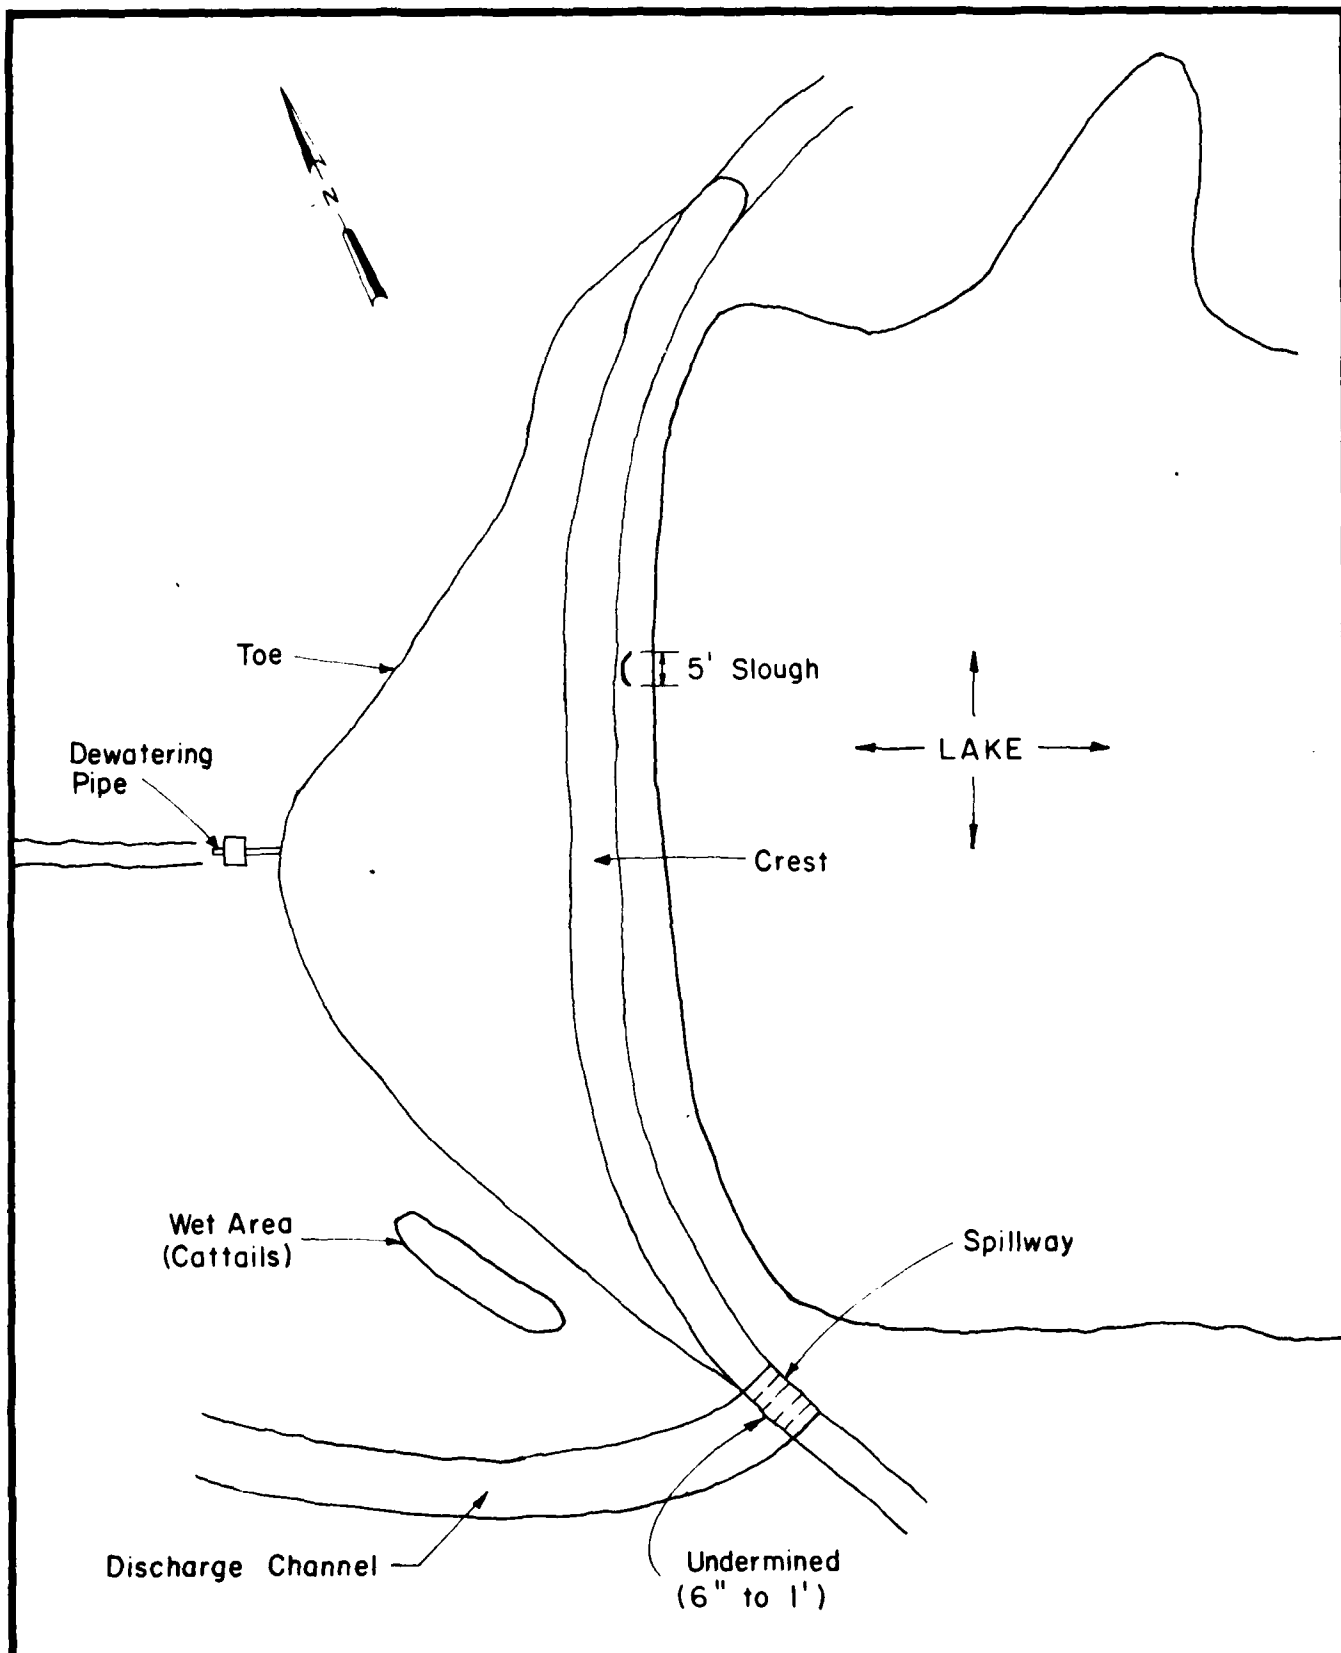 N
Toe
5' Slough
Dewatering
Pipe
LAKE
Crest
Wet Area
(Cattails)
Spillway
Discharge Channel
Undermined
(6" to 1')